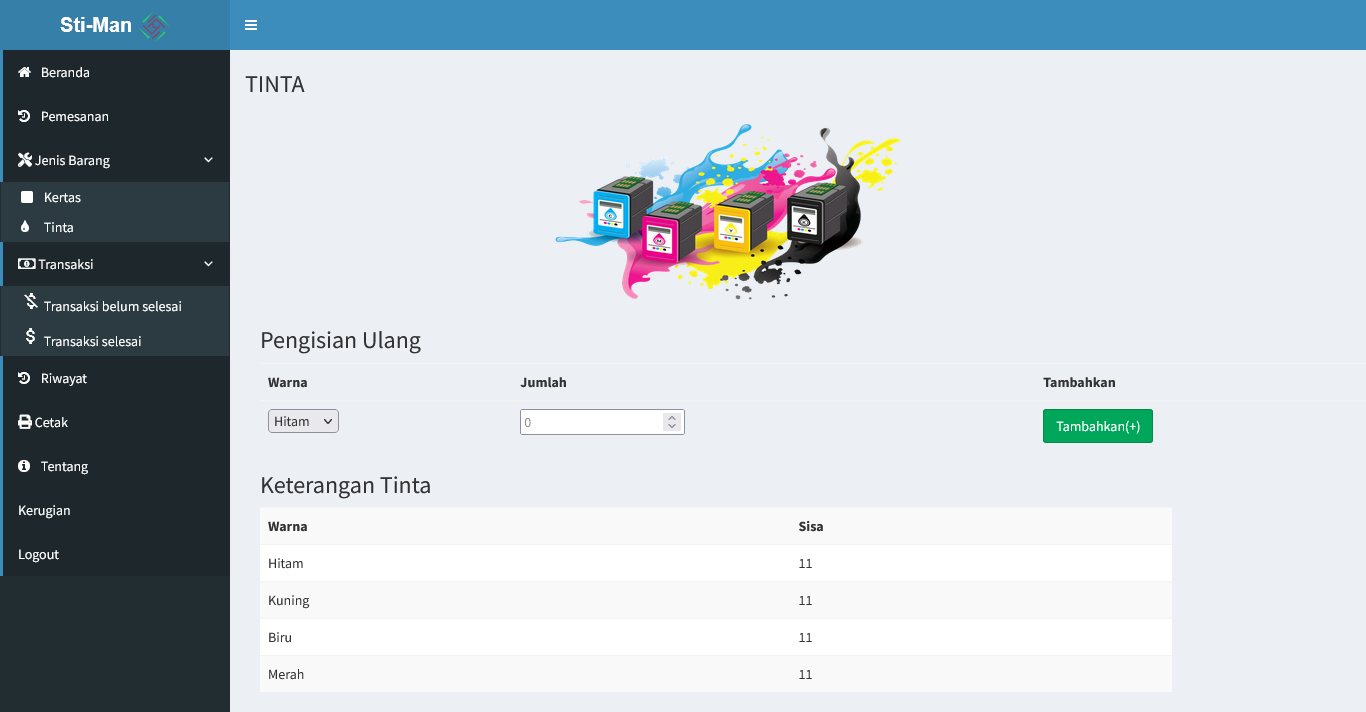 Sti-Man
Beranda
Pemesanan
Jenis Barang
Kertas
Tinta
Transaksi
Transaksi belum selesai
Transaksi selesai
Riwayat
Cetak
Tentang
Kerugian
Logout
TINTA
Pengisian Ulang
Warna Jumlah Tambahkan
Hitam 0 Tambahkan(+)
Keterangan Tinta
Warna Sisa
Hitam 11
Kuning 11
Biru 11
Merah 11